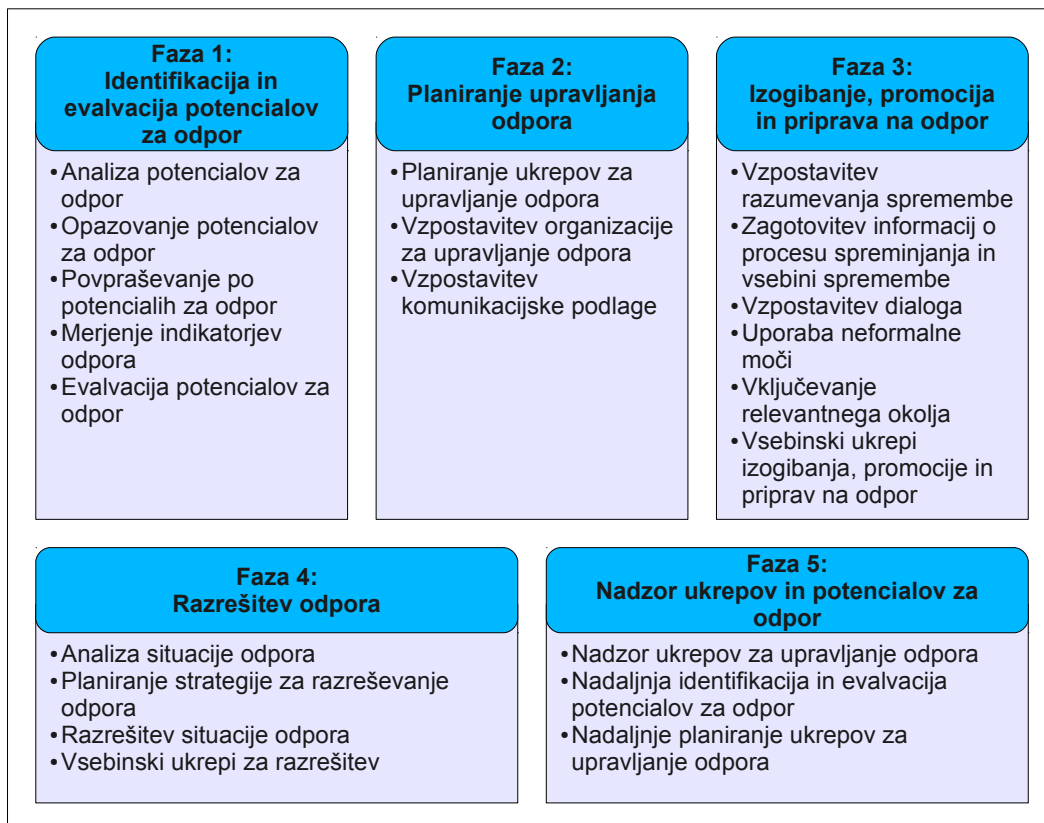 Faza 1:
Identifikacija in
evalvacija potencialov
za odpor
•Analiza potencialov za
odpor
•Opazovanje potencialov
za odpor
•Povpraševanje po
potencialih za odpor
•Merjenje indikatorjev
odpora
•Evalvacija potencialov za
odpor
Faza 2:
Planiranje upravljanja
odpora
•Planiranje ukrepov za
upravljanje odpora
•Vzpostavitev organizacije
za upravljanje odpora
•Vzpostavitev
komunikacijske podlage
Faza 3:
Izogibanje, promocija
in priprava na odpor
•Vzpostavitev
razumevanja spremembe
•Zagotovitev informacij o
procesu spreminjanja in
vsebini spremembe
•Vzpostavitev dialoga
•Uporaba neformalne
moči
•Vključevanje
relevantnega okolja
•Vsebinski ukrepi
izogibanja, promocije in
priprav na odpor
Faza 4:
Razrešitev odpora
•Analiza situacije odpora
•Planiranje strategije za razreševanje
odpora
•Razrešitev situacije odpora
•Vsebinski ukrepi za razrešitev
Faza 5:
Nadzor ukrepov in potencialov za
odpor
•Nadzor ukrepov za upravljanje odpora
•Nadaljnja identifikacija in evalvacija
potencialov za odpor
•Nadaljnje planiranje ukrepov za
upravljanje odpora